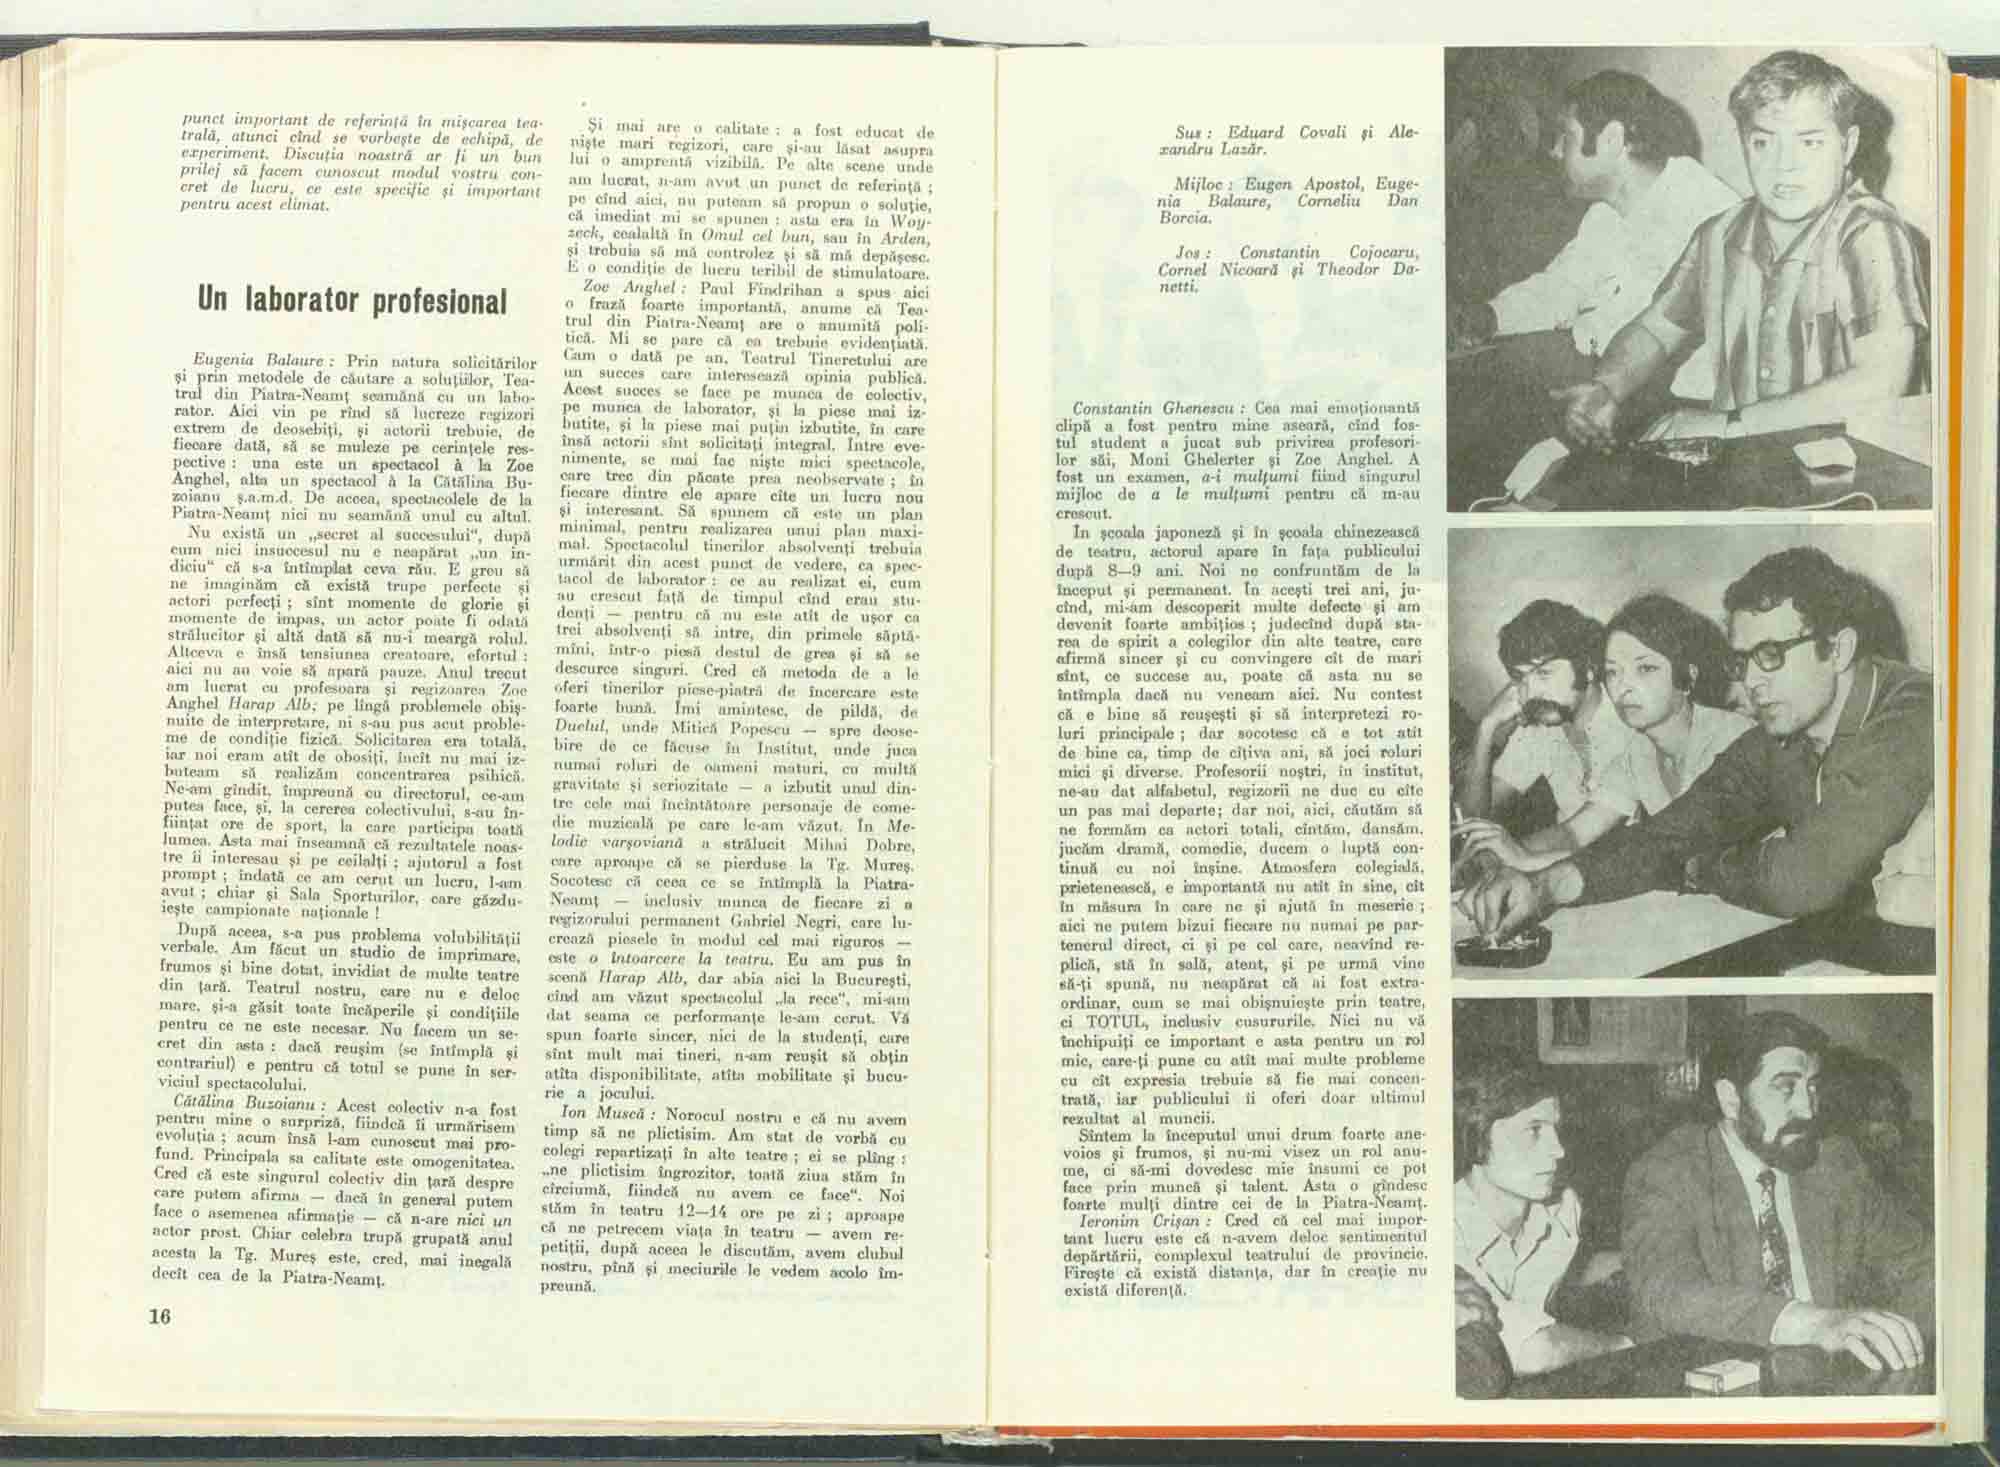 punct important de referință în mișcarea tea-
trală, atunci cînd se vorbește de echipă, de
experiment. Discuția noastră ar fi un bun
prilej să facem cunoscut modul vostru con-
cret de lucru, ce este specific și important
pentru acest climat.
Un laborator profesional
Eugenia Balaure : Prin natura solicitărilor
și prin metodele de căutare a soluțiilor, Tea-
trul din Piatra-Neamț seamănă cu un labo-
rator. Aici vin pe rînd să lucreze regizori
extrem de deosebiți, și actorii trebuie, de
fiecare dată, să se muleze pe cerințele res-
pective : una este un spectacol à la Zoe
Anghel, alta un spectacol à la Cătălina Bu-
zoianu ș.a.m.d. De aceea, spectacolele de la
Piatra-Neamț nici nu seamănă unul cu altul.
Nu există un „secret al succesului“, după
cum nici insuccesul nu e neapărat „un in-
diciu“ că s-a întîmplat ceva rău. E greu să
ne imaginăm că există trupe perfecte și
actori perfecți ; sînt momente de glorie și
momente de impas, un actor poate fi odată
strălucitor și altă dată să nu-i meargă rolul.
Altceva e însă tensiunea creatoare, efortul :
aici nu au voie să apară pauze. Anul trecut
am lucrat cu profesoara și regizoarea Zoe
Anghel Harap Alb; pe lîngă problemele obiș-
nuite de interpretare, ni s-au pus acut proble-
me de condiție fizică. Solicitarea era totală,
iar noi eram atît de obosiți, încît nu mai iz-
buteam să realizăm concentrarea psihică.
Ne-am gîndit, împreună cu directorul, ce-am
putea face, și, la cererea colectivului, s-au în-
ființat ore de sport, la care participa toată
lumea. Asta mai înseamnă că rezultatele noas-
tre îi interesau și pe ceilalți ; ajutorul a fost
prompt ; îndată ce am cerut un lucru, l-am
avut ; chiar și Sala Sporturilor, care găzdu-
iește campionate naționale !
După aceea, s-a pus problema volubilității
verbale. Am făcut un studio de imprimare,
frumos și bine dotat, invidiat de multe teatre
din țară. Teatrul nostru, care nu e deloc
mare, și-a găsit toate încăperile și condițiile
pentru ce ne este necesar. Nu facem un se-
cret din asta : dacă reușim (se întîmplă și
contrariul) e pentru că totul se pune în ser-
viciul spectacolului.
Cătălina Buzoianu : Acest colectiv n-a fost
pentru mine o surpriză, fiindcă îi urmărisem
evoluția ; acum însă l-am cunoscut mai pro-
fund. Principala sa calitate este omogenitatea.
Cred că este singurul colectiv din țară despre
care putem afirma — dacă în general putem
face o asemenea afirmație — că n-are nici un
actor prost. Chiar celebra trupă grupată anul
acesta la Tg. Mureș este, cred, mai inegală
decît cea de la Piatra-Neamț.
16
Și mai are o calitate : a fost educat de
niște mari regizori, care și-au lăsat asupra
lui o amprentă vizibilă. Pe alte scene unde
am lucrat, n-am avut un punct de referință ;
pe cînd aici, nu puteam să propun o soluție,
că imediat mi se spunea : asta era în Woy-
zeck, cealaltă în Omul cel bun, sau în Arden,
și trebuia să mă controlez și să mă depășesc.
E o condiție de lucru teribil de stimulatoare.
Zoe Anghel : Paul Findrihan a spus aici
o frază foarte importantă, anume că Tea-
trul din Piatra-Neamț are o anumită poli-
tică. Mi se pare că ea trebuie evidențiată.
Cam o dată pe an, Teatrul Tineretului are
un succes care interesează opinia publică.
Acest succes se face pe munca de colectiv,
pe munca de laborator, și la piese mai iz-
butite, și la piese mai puțin izbutite, în care
însă actorii sînt solicitați integral. Între eve-
nimente, se mai fac niște mici spectacole,
care trec din păcate prea neobservate ; în
fiecare dintre ele apare cîte un lucru nou
și interesant. Să spunem că este un plan
minimal, pentru realizarea unui plan maxi-
mal. Spectacolul tinerilor absolvenți trebuia
urmărit din acest punct de vedere, ca spec-
tacol de laborator : ce au realizat ei, cum
au crescut față de timpul cînd erau stu-
denți — pentru că nu este atît de ușor ca
trei absolvenți să intre, din primele săptă-
mîni, într-o piesă destul de grea și să se
descurce singuri. Cred că metoda de a le
oferi tinerilor piese-piatră de încercare este
foarte bună. Îmi amintesc, de pildă, de
Duelul, unde Mitică Popescu — spre deose-
bire de ce făcuse în Institut, unde juca
numai roluri de oameni maturi, cu multă
gravitate și seriozitate — a izbutit unul din-
tre cele mai încîntătoare personaje de come-
die muzicală pe care le-am văzut. În Me-
lodie varșoviană a strălucit Mihai Dobre,
care aproape că se pierduse la Tg. Mureș.
Socotesc că ceea ce se întîmplă la Piatra-
Neamț — inclusiv munca de fiecare zi a
regizorului permanent Gabriel Negri, care lu-
crează piesele în modul cel mai riguros —
este o întoarcere la teatru. Eu am pus în
scenă Harap Alb, dar abia aici la București,
cînd am văzut spectacolul „la rece“, mi-am
dat seama ce performanțe le-am cerut. Vă
spun foarte sincer, nici de la studenți, care
sînt mult mai tineri, n-am reușit să obțin
atîta disponibilitate, atîta mobilitate și bucu-
rie a jocului.
Ion Muscă : Norocul nostru e că nu avem
timp să ne plictisim. Am stat de vorbă cu
colegi repartizați în alte teatre ; ei se plîng :
„ne plictisim îngrozitor, toată ziua stăm în
cîrciumă, fiindcă nu avem ce face“. Noi
stăm în teatru 12—14 ore pe zi ; aproape
că ne petrecem viața în teatru — avem re-
petiții, după aceea le discutăm, avem clubul
nostru, pînă și meciurile le vedem acolo îm-
preună.
Sus : Eduard Covali și Ale-
xandru Lazăr.
Mijloc : Eugen Apostol, Euge-
nia Balaure, Corneliu Dan
Borcia.
Jos : Constantin Cojocaru,
Cornel Nicoară și Theodor Da-
netti.
Constantin Ghenescu : Cea mai emoționantă
clipă a fost pentru mine aseară, cînd fos-
tul student a jucat sub privirea profesori-
lor săi, Moni Ghelerter și Zoe Anghel. A
fost un examen, a-i mulțumi fiind singurul
mijloc de a le mulțumi pentru că m-au
crescut.
În școala japoneză și în școala chinezească
de teatru, actorul apare în fața publicului
după 8—9 ani. Noi ne confruntăm de la
început și permanent. În acești trei ani, ju-
cînd, mi-am descoperit multe defecte și am
devenit foarte ambițios ; judecînd după sta-
rea de spirit a colegilor din alte teatre, care
afirmă sincer și cu convingere cît de mari
sînt, ce succese au, poate că asta nu se
întîmpla dacă nu veneam aici. Nu contest
că e bine să reușești și să interpretezi ro-
luri principale ; dar socotesc că e tot atît
de bine ca, timp de cîțiva ani, să joci roluri
mici și diverse. Profesorii noștri, în institut,
ne-au dat alfabetul, regizorii ne duc cu cîte
un pas mai departe; dar noi, aici, căutăm să
ne formăm ca actori totali, cîntăm, dansăm,
jucăm dramă, comedie, ducem o luptă con-
tinuă cu noi înșine. Atmosfera colegială,
prietenească, e importantă nu atît în sine, cît
în măsura în care ne și ajută în meserie ;
aici ne putem bizui fiecare nu numai pe par-
tenerul direct, ci și pe cel care, neavînd re-
plică, stă în sală, atent, și pe urmă vine
să-ți spună, nu neapărat că ai fost extra-
ordinar, cum se mai obișnuiește prin teatre,
ci TOTUL, inclusiv cusururile. Nici nu vă
închipuiți ce important e asta pentru un rol
mic, care-ți pune cu atît mai multe probleme
cu cît expresia trebuie să fie mai concen-
trată, iar publicului îi oferi doar ultimul
rezultat al muncii.
Sîntem la începutul unui drum foarte ane-
voios și frumos, și nu-mi visez un rol anu-
me, ci să-mi dovedesc mie însumi ce pot
face prin muncă și talent. Asta o gîndesc
foarte mulți dintre cei de la Piatra-Neamț.
Ieronim Crișan : Cred că cel mai impor-
tant lucru este că n-avem deloc sentimentul
depărtării, complexul teatrului de provincie.
Firește că există distanța, dar în creație nu
există diferență.